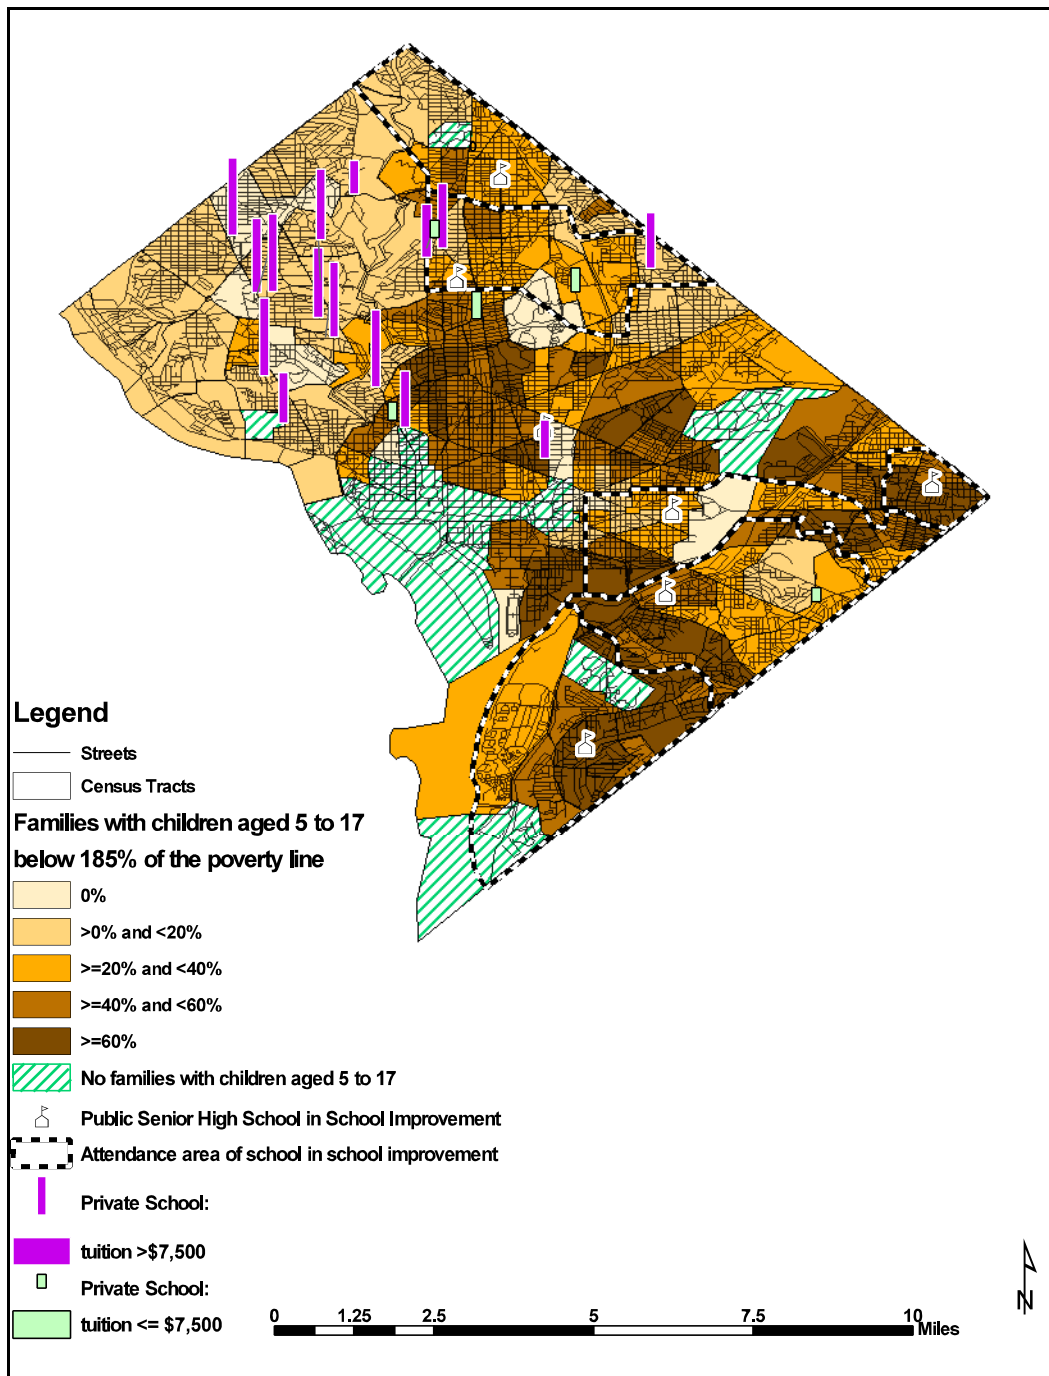 Legend
Streets
Census Tracts
Families with children aged 5 to 17
below 185% of the poverty line
0%
>0% and <20%
>=20% and <40%
>=40% and <60%
>=60%
No families with children aged 5 to 17
Public Senior High School in School Improvement
Attendance area of school in school improvement
Private School:
tuition >$7,500
Private School:
tuition <= $7,500
0 1.25 2.5 5 7.5 10
Miles
N